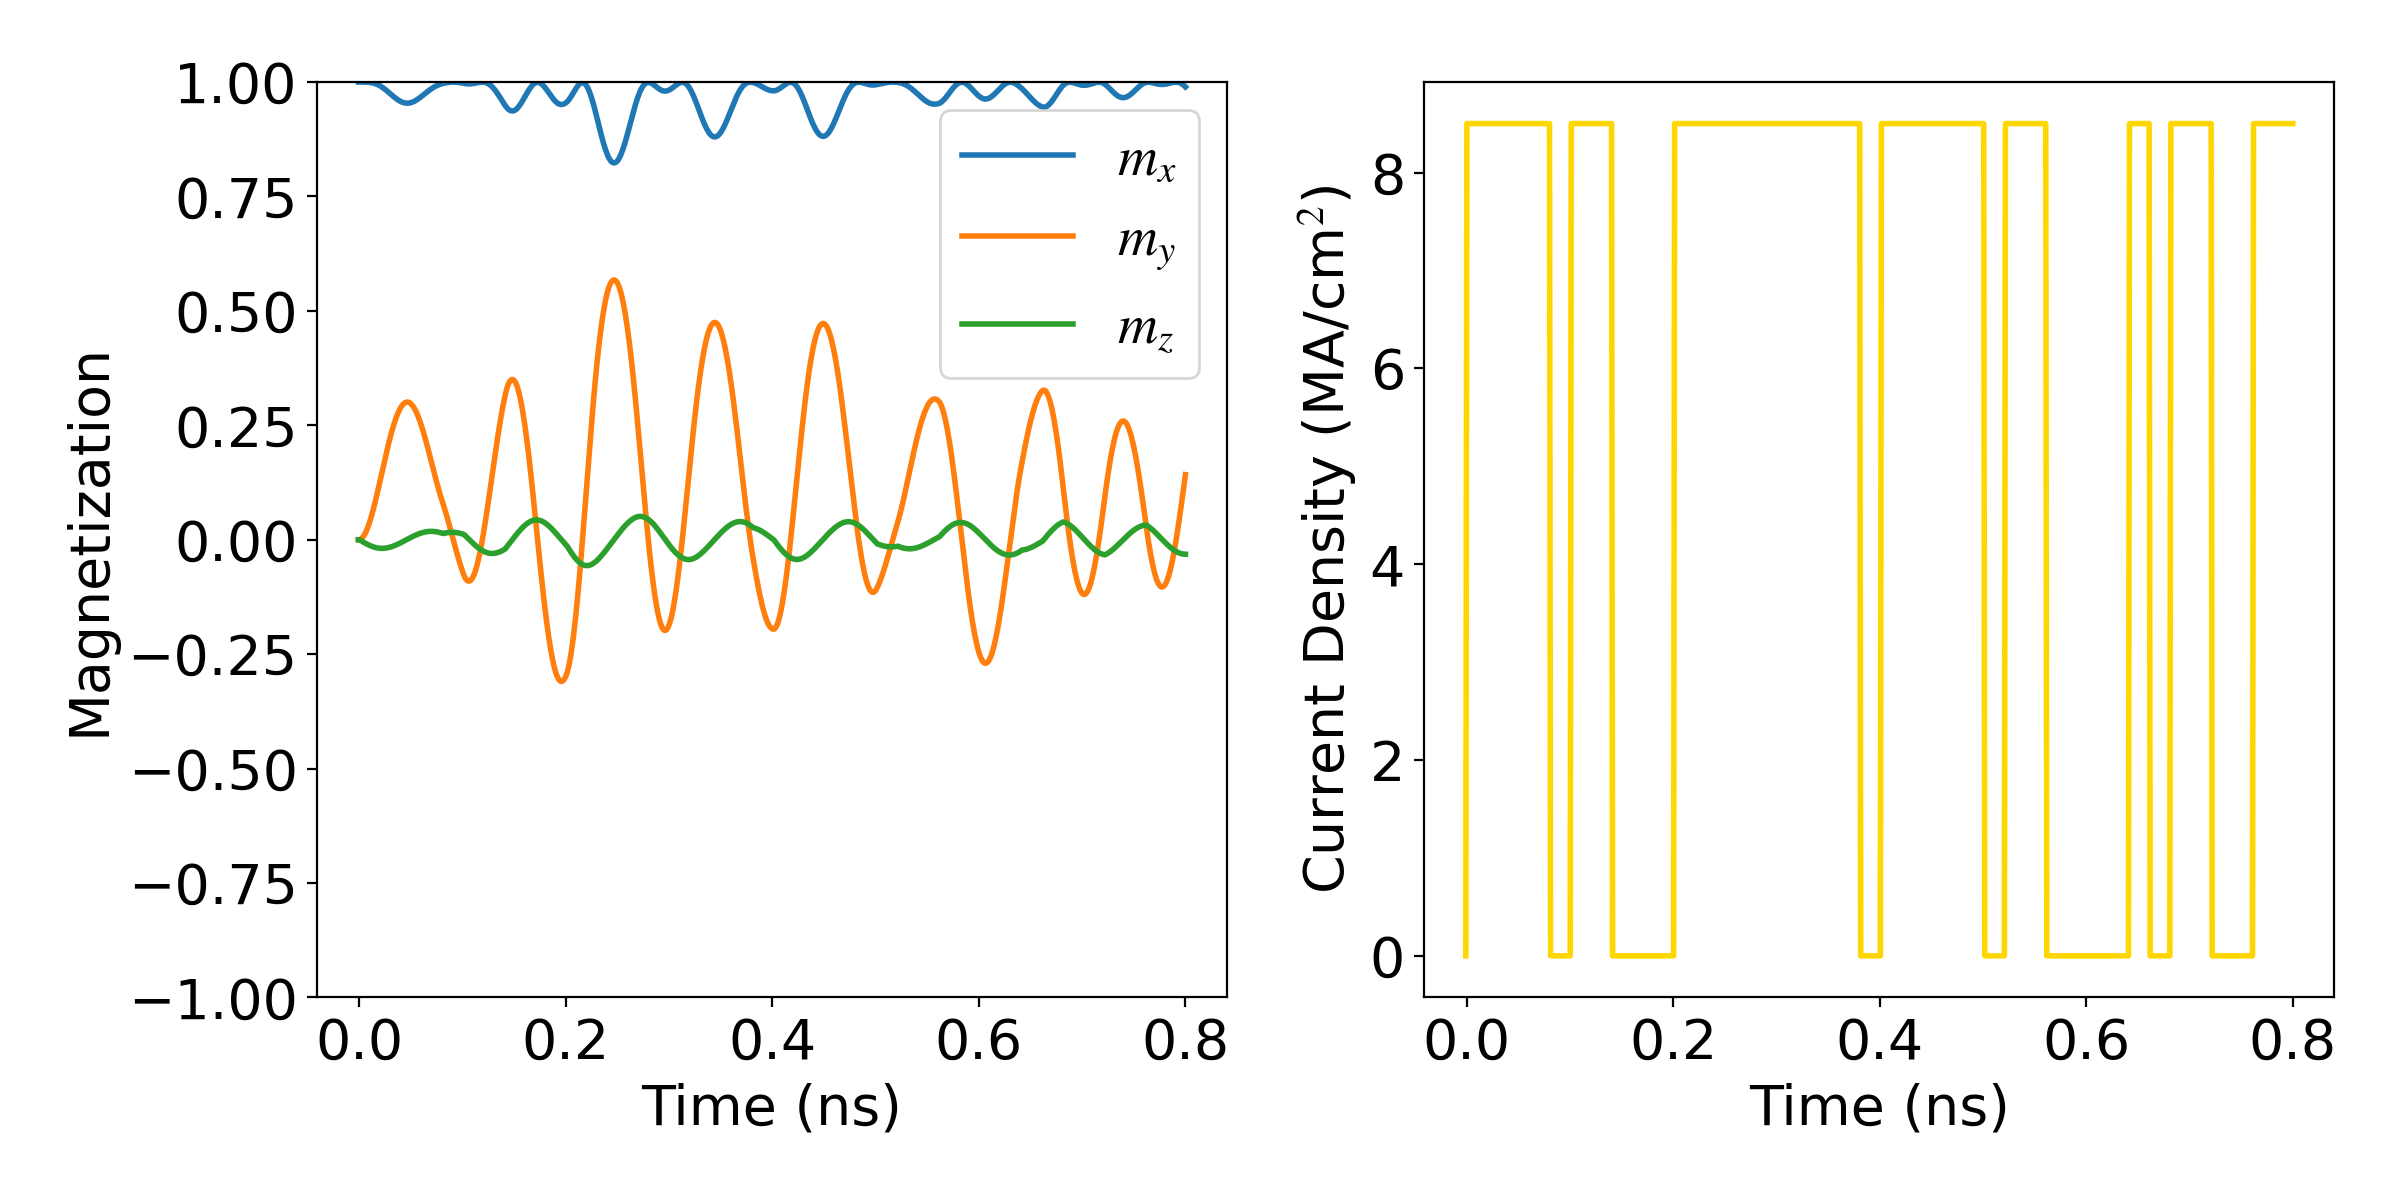 1.00
0.75
0.50
0.25
0.00
−0.25
−0.50
−0.75
−1.00
Magnetization
0.0 0.2 0.4 0.6 0.8
Time (ns)
m_x
m_y
m_z
8
6
4
2
0
Current Density (MA/cm²)
0.0 0.2 0.4 0.6 0.8
Time (ns)